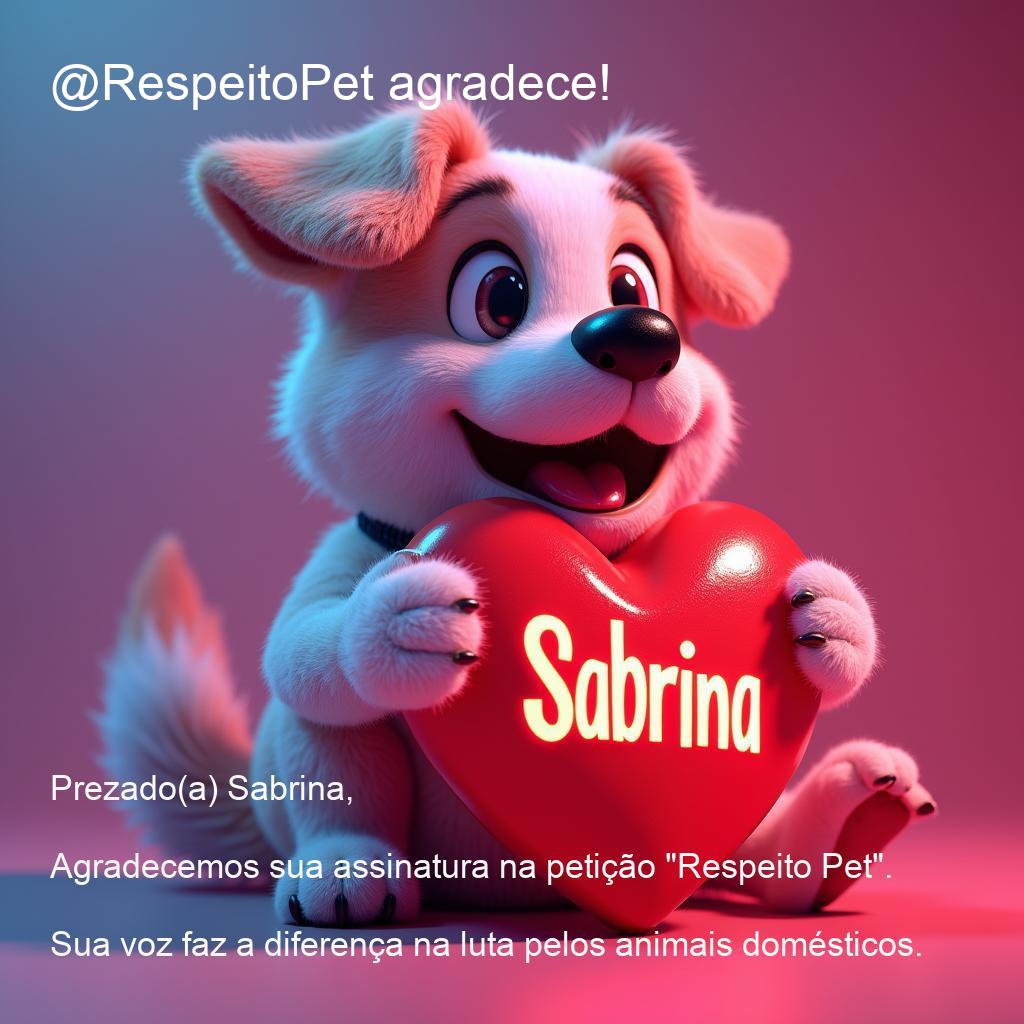 @RespeitoPet agradece!
Sabrina
Prezado(a) Sabrina,
Agradecemos sua assinatura na petição "Respeito Pet".
Sua voz faz a diferença na luta pelos animais domésticos.